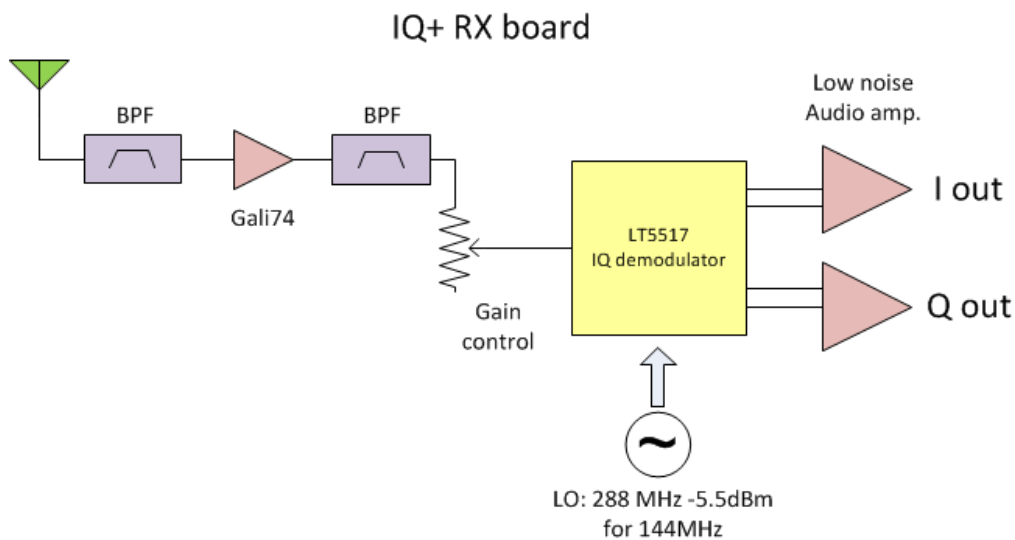 IQ+ RX board
BPF
Gali74
BPF
Gain
control
LT5517
IQ demodulator
Low noise
Audio amp.
I out
Q out
~
LO: 288 MHz -5.5dBm
for 144MHz